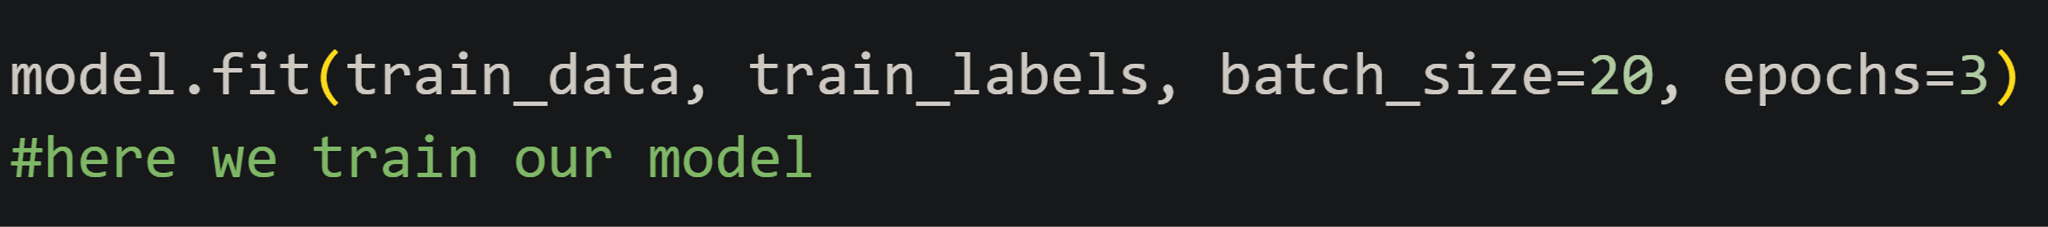 model.fit(train_data, train_labels, batch_size=20, epochs=3)
#here we train our model